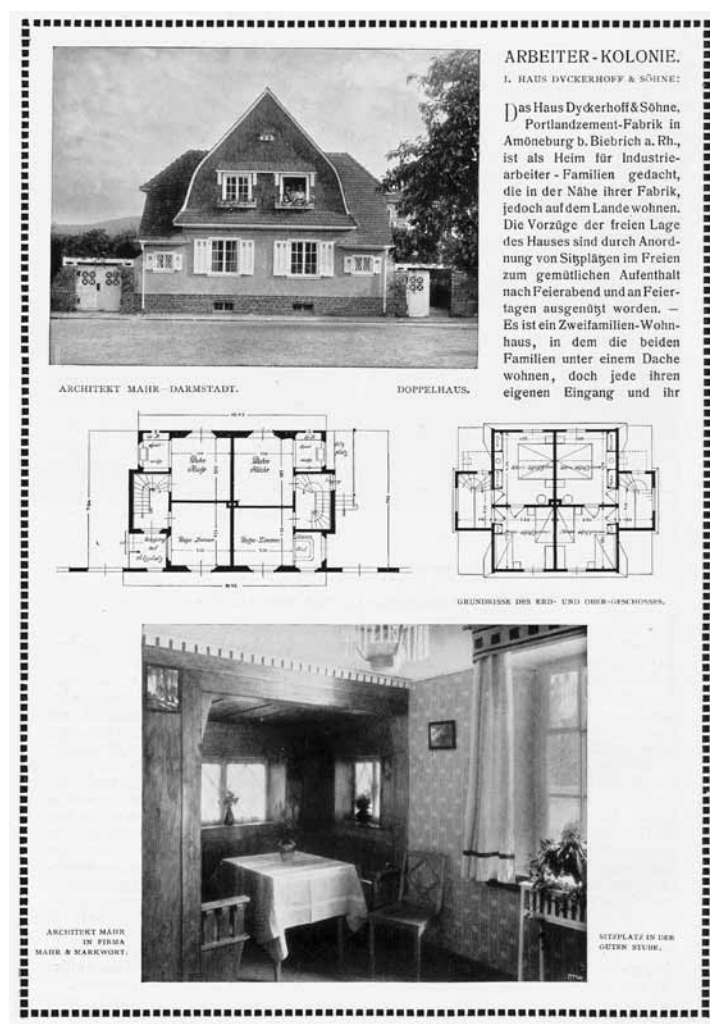 ARBEITER-KOLONIE.
I. HAUS DYCKERHOFF & SÖHNE:
Das Haus Dyckerhoff & Söhne,
Portlandzement-Fabrik in
Amöneburg b. Biebrich a. Rh.,
ist als Heim für Industrie-
arbeiter-Familien gedacht,
die in der Nähe ihrer Fabrik,
jedoch auf dem Lande wohnen.
Die Vorzüge der freien Lage
des Hauses sind durch Anord-
nung von Sitzplätzen im Freien
zum gemütlichen Aufenthalt
nach Feierabend und an Feier-
tagen ausgenützt worden. —
Es ist ein Zweifamilien-Wohn-
haus, in dem die beiden
Familien unter einem Dache
wohnen, doch jede ihren
eigenen Eingang und ihr
ARCHITEKT MAHR—DARMSTADT.
DOPPELHAUS.
Wohn-
Küche
Wohn-
Küche
GRUNDRISSE DES ERD- UND OBER-GESCHOSSES.
ARCHITEKT MAHR
IN FIRMA
MAHR & MARKWORT.
SITZPLATZ IN DER
GUTEN STUBE.